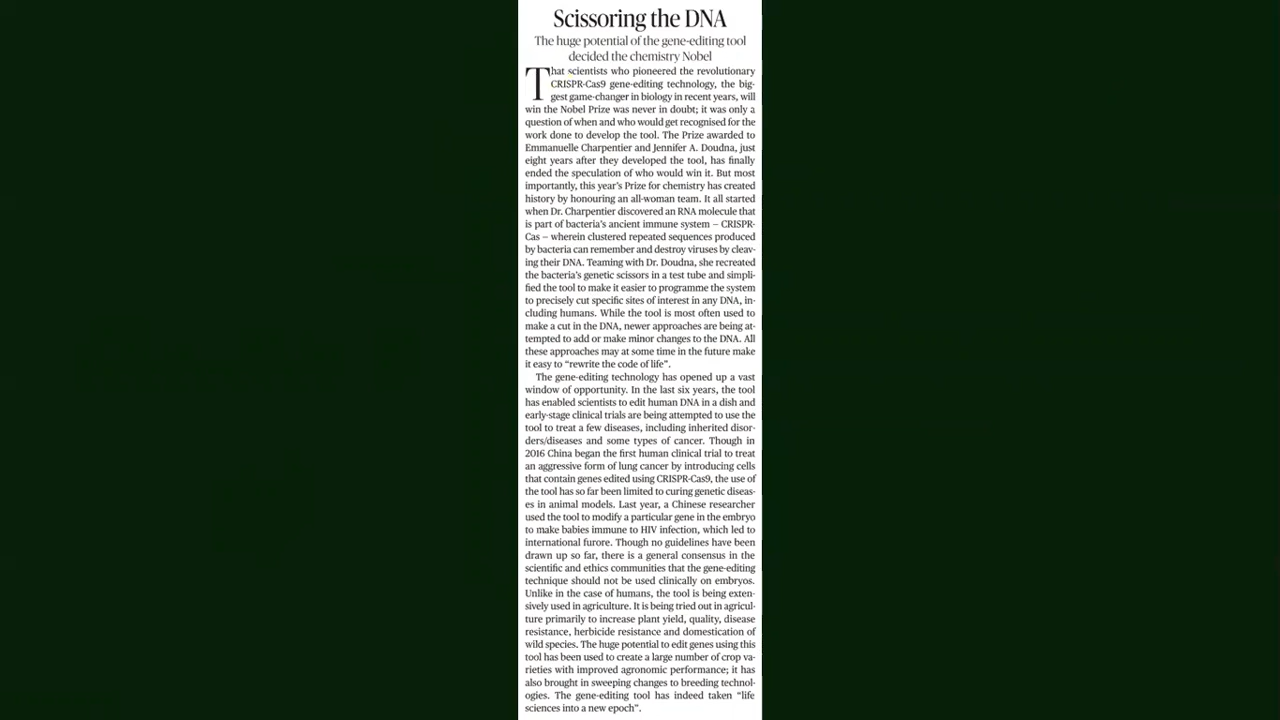 Scissoring the DNA
The huge potential of the gene-editing tool
decided the chemistry Nobel
That scientists who pioneered the revolutionary
CRISPR-Cas9 gene-editing technology, the big-
gest game-changer in biology in recent years, will
win the Nobel Prize was never in doubt; it was only a
question of when and who would get recognised for the
work done to develop the tool. The Prize awarded to
Emmanuelle Charpentier and Jennifer A. Doudna, just
eight years after they developed the tool, has finally
ended the speculation of who would win it. But most
importantly, this year's Prize for chemistry has created
history by honouring an all-woman team. It all started
when Dr. Charpentier discovered an RNA molecule that
is part of bacteria's ancient immune system – CRISPR-
Cas – wherein clustered repeated sequences produced
by bacteria can remember and destroy viruses by cleav-
ing their DNA. Teaming with Dr. Doudna, she recreated
the bacteria's genetic scissors in a test tube and simpli-
fied the tool to make it easier to programme the system
to precisely cut specific sites of interest in any DNA, in-
cluding humans. While the tool is most often used to
make a cut in the DNA, newer approaches are being at-
tempted to add or make minor changes to the DNA. All
these approaches may at some time in the future make
it easy to “rewrite the code of life”.
The gene-editing technology has opened up a vast
window of opportunity. In the last six years, the tool
has enabled scientists to edit human DNA in a dish and
early-stage clinical trials are being attempted to use the
tool to treat a few diseases, including inherited disor-
ders/diseases and some types of cancer. Though in
2016 China began the first human clinical trial to treat
an aggressive form of lung cancer by introducing cells
that contain genes edited using CRISPR-Cas9, the use of
the tool has so far been limited to curing genetic diseas-
es in animal models. Last year, a Chinese researcher
used the tool to modify a particular gene in the embryo
to make babies immune to HIV infection, which led to
international furore. Though no guidelines have been
drawn up so far, there is a general consensus in the
scientific and ethics communities that the gene-editing
technique should not be used clinically on embryos.
Unlike in the case of humans, the tool is being exten-
sively used in agriculture. It is being tried out in agricul-
ture primarily to increase plant yield, quality, disease
resistance, herbicide resistance and domestication of
wild species. The huge potential to edit genes using this
tool has been used to create a large number of crop va-
rieties with improved agronomic performance; it has
also brought in sweeping changes to breeding technol-
ogies. The gene-editing tool has indeed taken “life
sciences into a new epoch”.